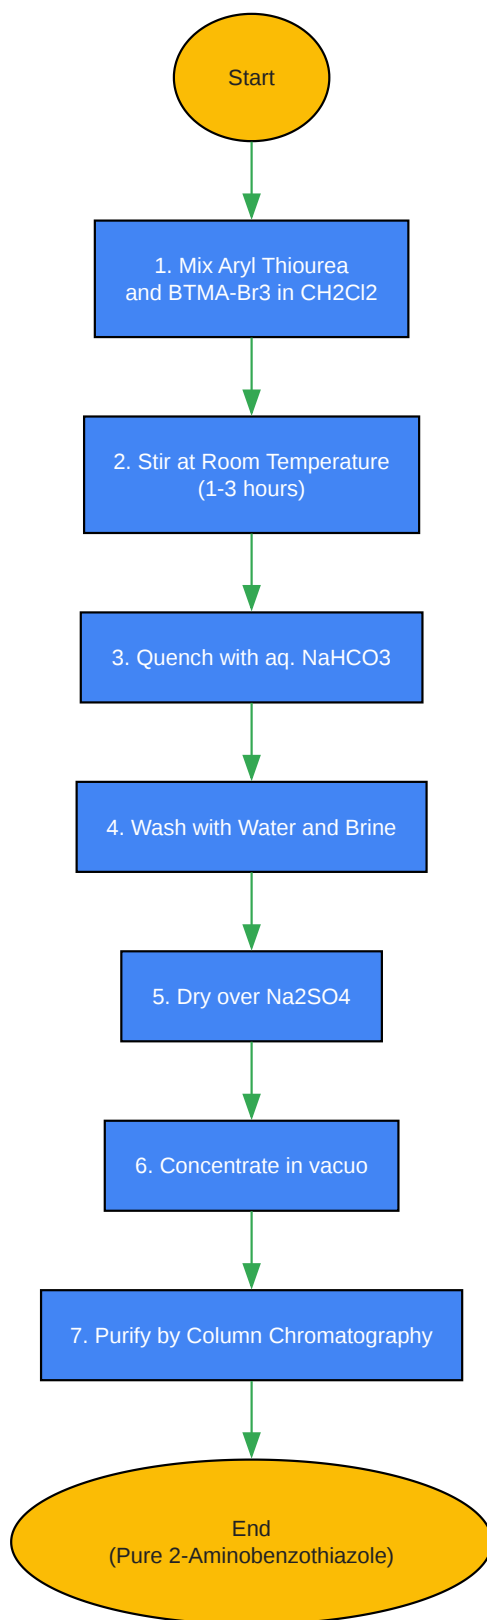 Start
1. Mix Aryl Thiourea
and BTMA-Br3 in CH2Cl2
2. Stir at Room Temperature
(1-3 hours)
3. Quench with aq. NaHCO3
4. Wash with Water and Brine
5. Dry over Na2SO4
6. Concentrate in vacuo
7. Purify by Column Chromatography
End
(Pure 2-Aminobenzothiazole)